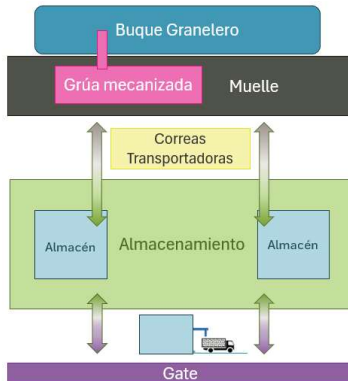 Buque Granelero
Grúa mecanizada
Muelle
Correas
Transportadoras
Almacén
Almacenamiento
Almacén
Gate